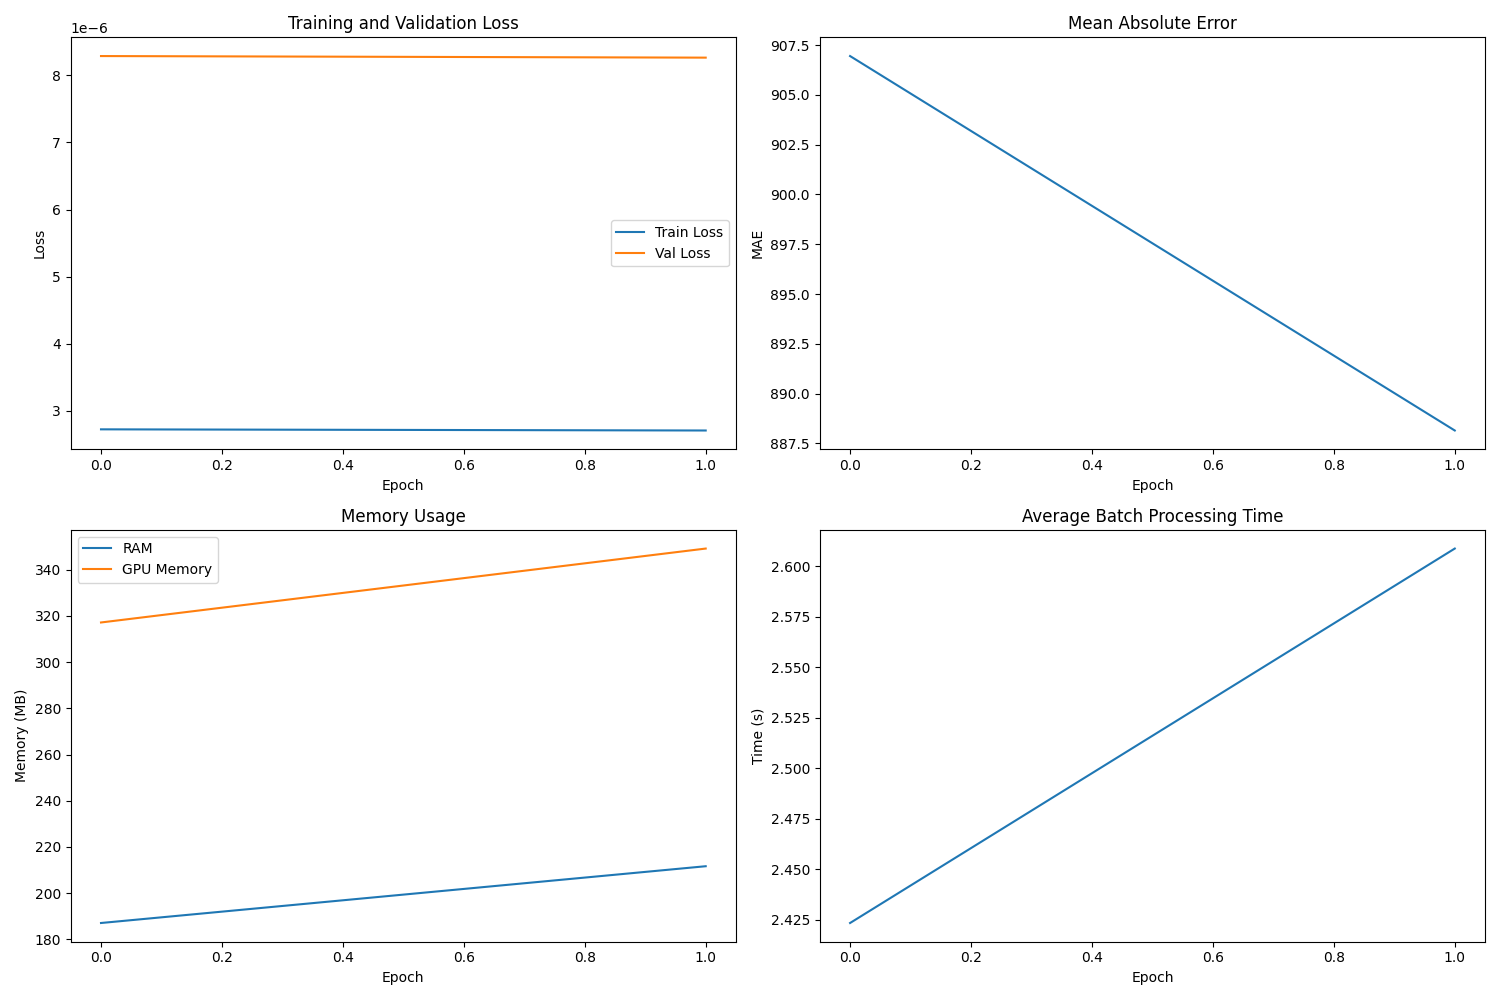 Training and Validation Loss
1e−6
8
7
6
5
4
3
Loss
Train Loss
Val Loss
0.0 0.2 0.4 0.6 0.8 1.0
Epoch
Mean Absolute Error
907.5
905.0
902.5
900.0
897.5
895.0
892.5
890.0
887.5
MAE
0.0 0.2 0.4 0.6 0.8 1.0
Epoch
Memory Usage
RAM
GPU Memory
340
320
300
280
260
240
220
200
180
Memory (MB)
0.0 0.2 0.4 0.6 0.8 1.0
Epoch
Average Batch Processing Time
2.600
2.575
2.550
2.525
2.500
2.475
2.450
2.425
Time (s)
0.0 0.2 0.4 0.6 0.8 1.0
Epoch